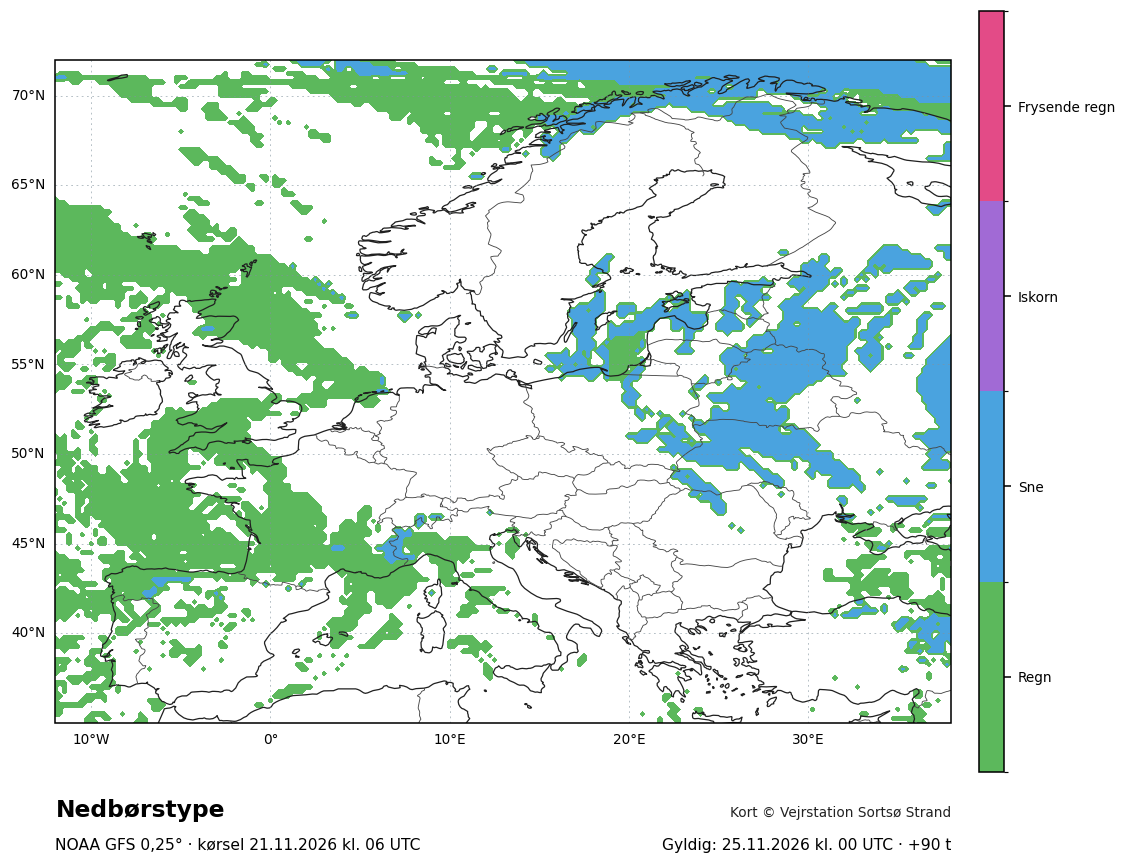 70°N
65°N
60°N
55°N
50°N
45°N
40°N
10°W
0°
10°E
20°E
30°E
Frysende regn
Iskorn
Sne
Regn
Nedbørstype
Kort © Vejrstation Sortsø Strand
NOAA GFS 0,25° · kørsel 21.11.2026 kl. 06 UTC
Gyldig: 25.11.2026 kl. 00 UTC · +90 t